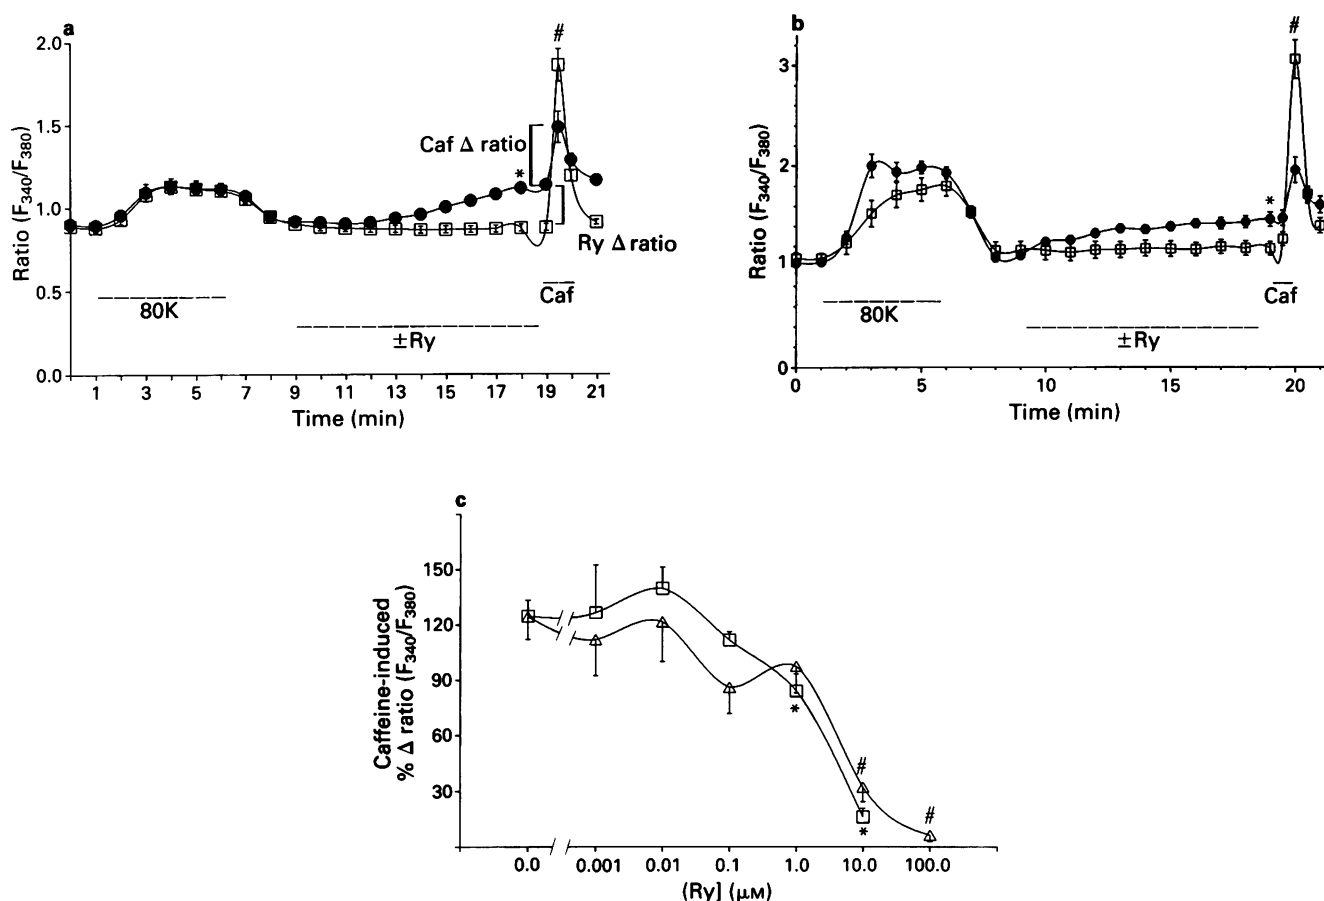 a
#
2.0
1.5
1.0
0.5
0.0
Ratio (F340/F380)
Caf Δ ratio
*
Ry Δ ratio
Caf
80K
±Ry
1 3 5 7 9 11 13 15 17 19 21
Time (min)
b
#
3
2
1
0
Ratio (F340/F380)
*
Caf
80K
±Ry
0 5 10 15 20
Time (min)
c
150
120
90
60
30
Caffeine-induced
% Δ ratio (F340/F380)
*
#
*
#
0.0 0.001 0.01 0.1 1.0 10.0 100.0
(Ry] (μM)